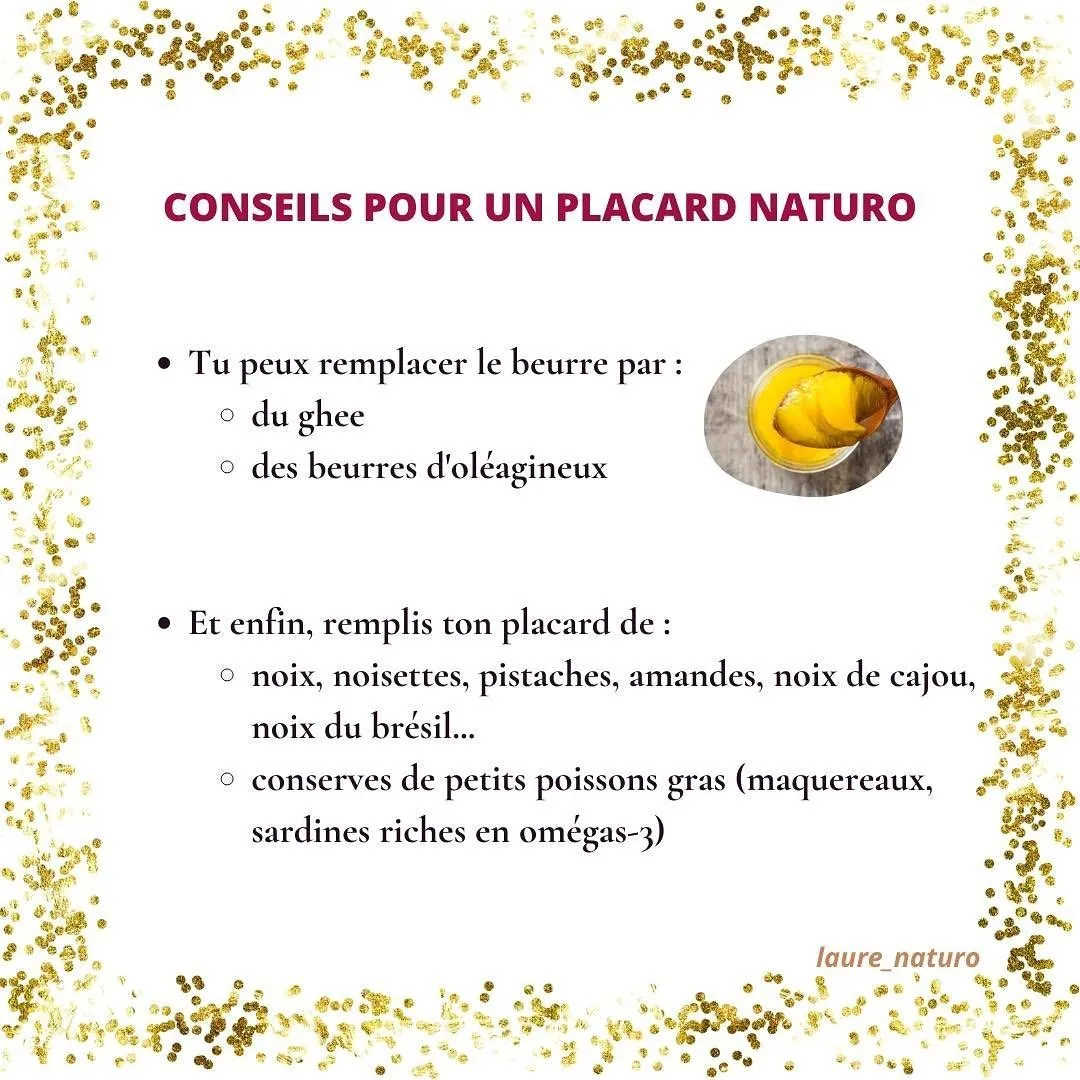 CONSEILS POUR UN PLACARD NATURO
• Tu peux remplacer le beurre par :
◦ du ghee
◦ des beurres d'oléagineux
• Et enfin, remplis ton placard de :
◦ noix, noisettes, pistaches, amandes, noix de cajou,
noix du brésil...
◦ conserves de petits poissons gras (maquereaux,
sardines riches en omégas-3)
laure_naturo